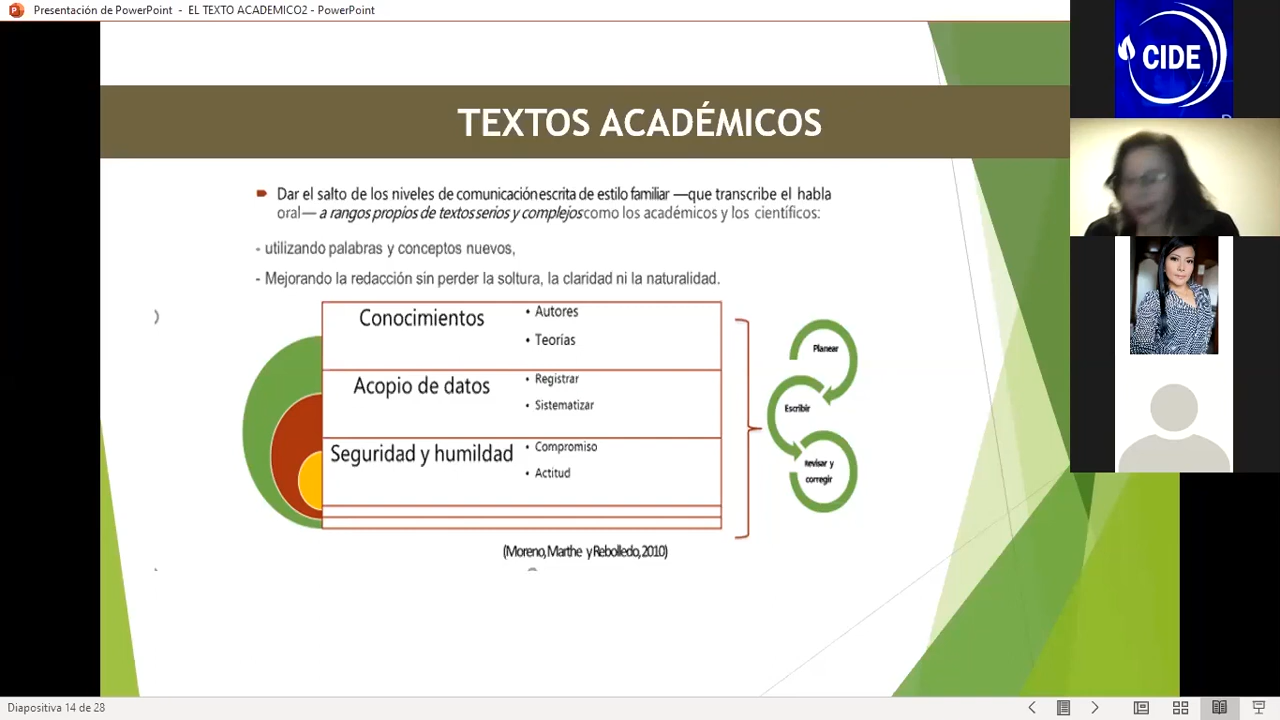 Presentación de PowerPoint - EL TEXTO ACADEMICO2 - PowerPoint
CIDE
TEXTOS ACADÉMICOS
Dar el salto de los niveles de comunicación escrita de estilo familiar —que transcribe el habla
oral— a rangos propios de textos serios y complejos como los académicos y los científicos:
- utilizando palabras y conceptos nuevos,
- Mejorando la redacción sin perder la soltura, la claridad ni la naturalidad.
Conocimientos
• Autores
• Teorías
Acopio de datos
• Registrar
• Sistematizar
Seguridad y humildad
• Compromiso
• Actitud
Planear
Escribir
Revisar y
corregir
(Moreno, Marthe y Rebolledo, 2010)
Diapositiva 14 de 28